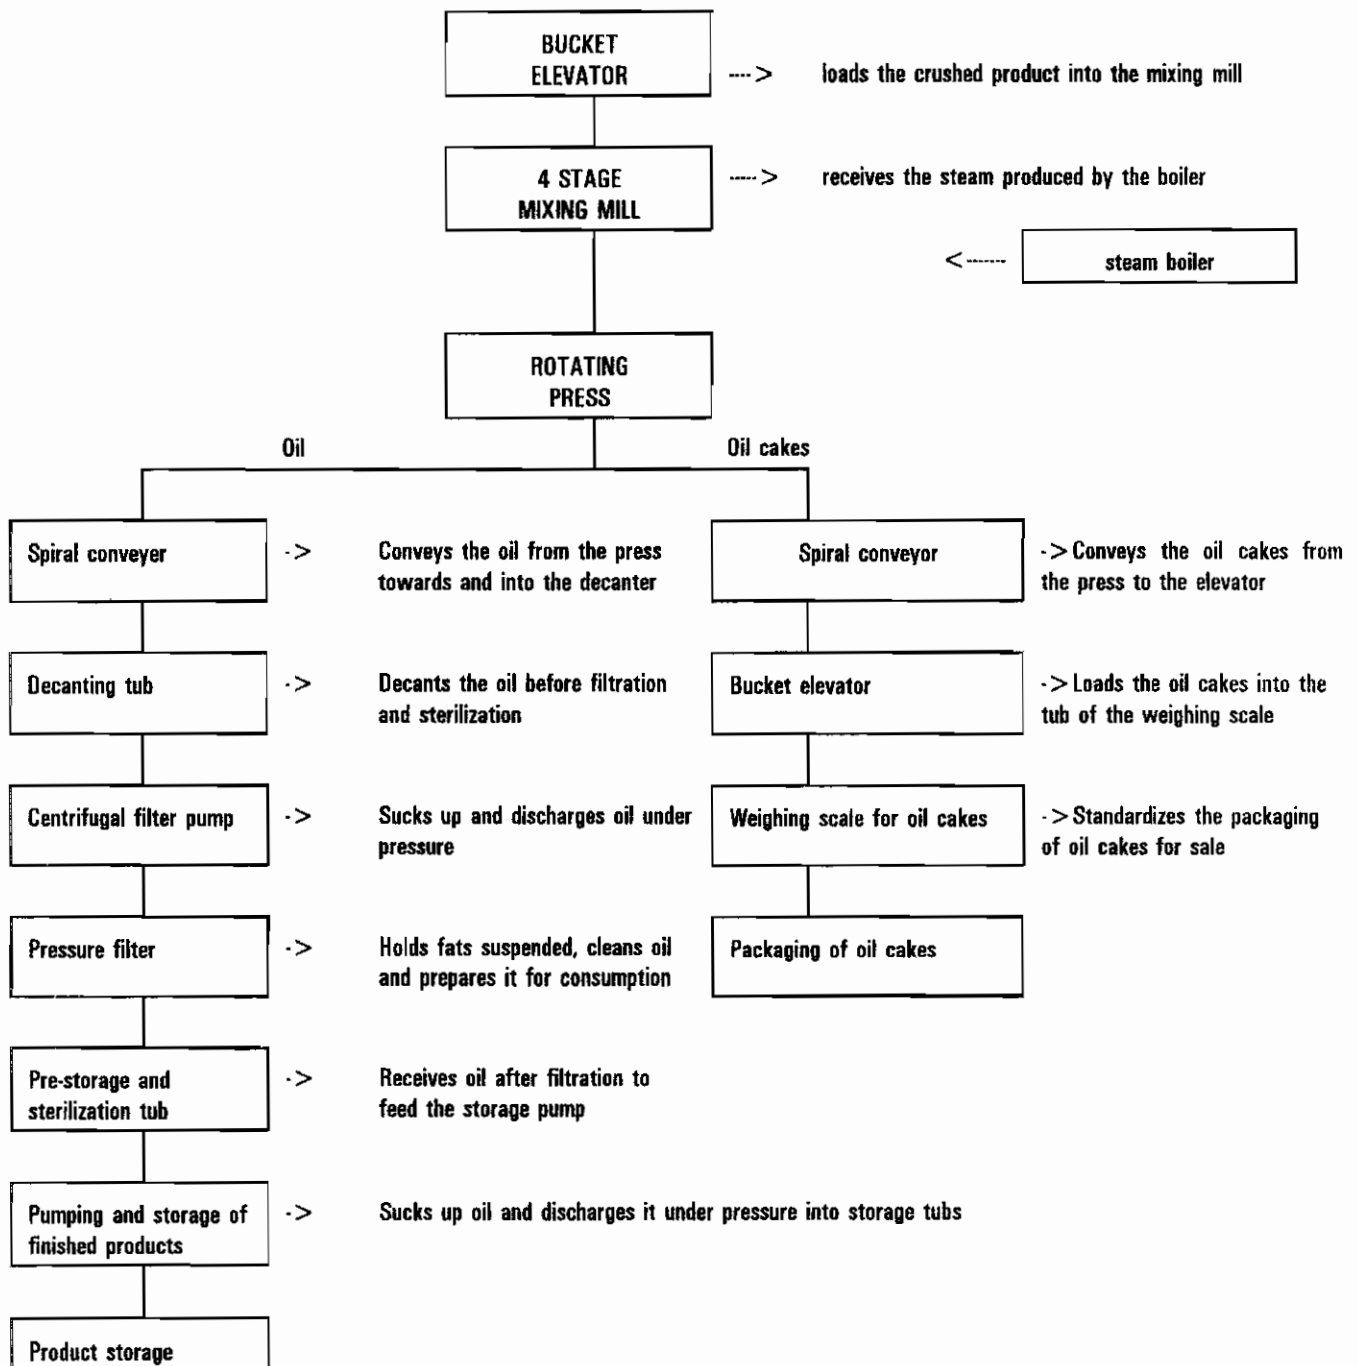 BUCKET
ELEVATOR
----> loads the crushed product into the mixing mill
4 STAGE
MIXING MILL
-----> receives the steam produced by the boiler
<------ steam boiler
ROTATING
PRESS
Oil
Oil cakes
Spiral conveyer
-> Conveys the oil from the press
towards and into the decanter
Spiral conveyor
->Conveys the oil cakes from
the press to the elevator
Decanting tub
-> Decants the oil before filtration
and sterilization
Bucket elevator
->Loads the oil cakes into the
tub of the weighing scale
Centrifugal filter pump
-> Sucks up and discharges oil under
pressure
Weighing scale for oil cakes
->Standardizes the packaging
of oil cakes for sale
Pressure filter
-> Holds fats suspended, cleans oil
and prepares it for consumption
Packaging of oil cakes
Pre-storage and
sterilization tub
-> Receives oil after filtration to
feed the storage pump
Pumping and storage of
finished products
-> Sucks up oil and discharges it under pressure into storage tubs
Product storage